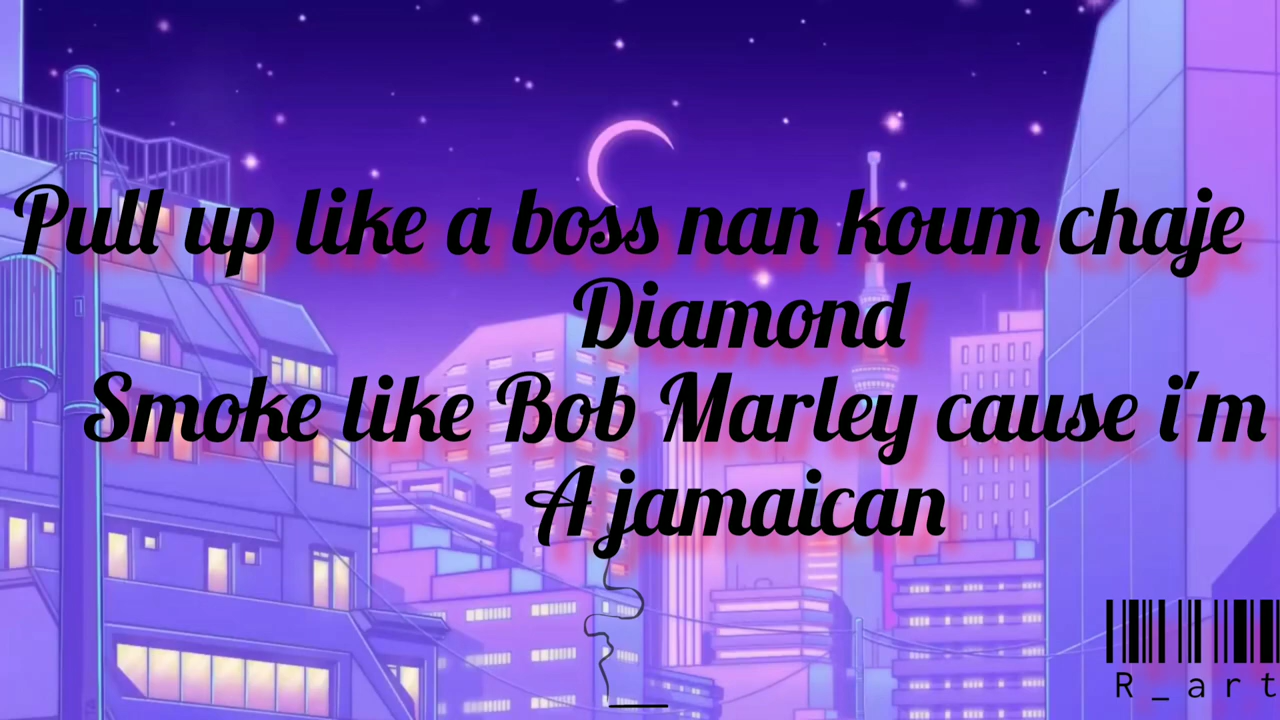 Pull up like a boss nan koum chaje
Diamond
Smoke like Bob Marley cause i'm
A jamaican
R_art